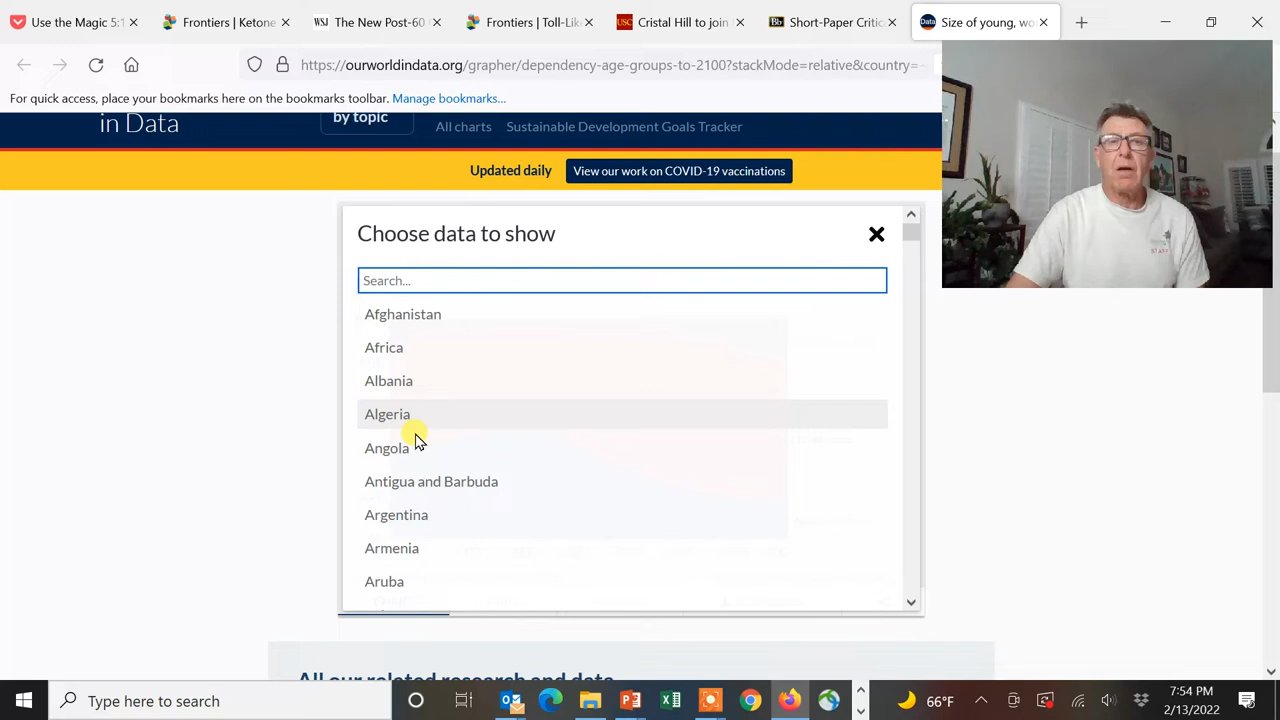 Use the Magic 5:1
Frontiers | Ketone
WSJ The New Post-60
Frontiers | Toll-Lik
USC Cristal Hill to join
Bb Short-Paper Critic
Data Size of young, wo
https://ourworldindata.org/grapher/dependency-age-groups-to-2100?stackMode=relative&country=~
For quick access, place your bookmarks here on the bookmarks toolbar. Manage bookmarks...
in Data
by topic
All charts
Sustainable Development Goals Tracker
Updated daily
View our work on COVID-19 vaccinations
Choose data to show
Search...
Afghanistan
Africa
Albania
Algeria
Angola
Antigua and Barbuda
Argentina
Armenia
Aruba
All our related research and data
STAFF
Type here to search
66°F
7:54 PM
2/13/2022